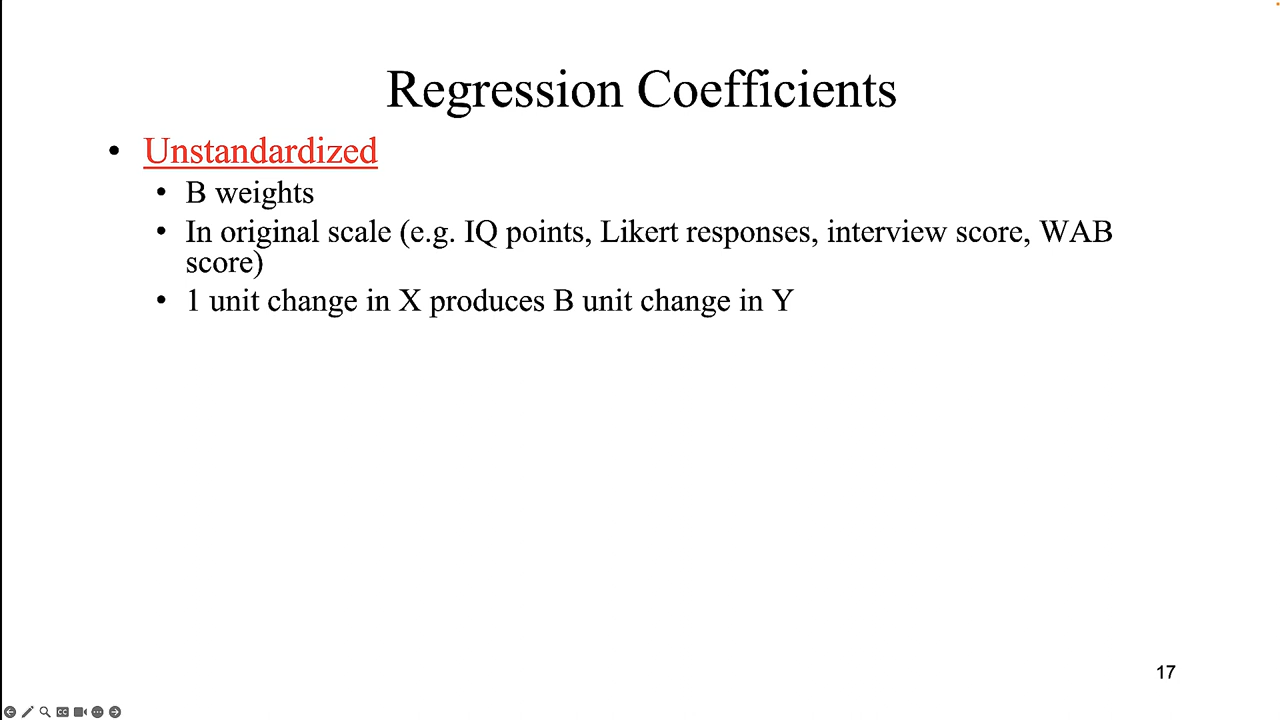 Regression Coefficients
• Unstandardized
• B weights
• In original scale (e.g. IQ points, Likert responses, interview score, WAB
score)
• 1 unit change in X produces B unit change in Y
17